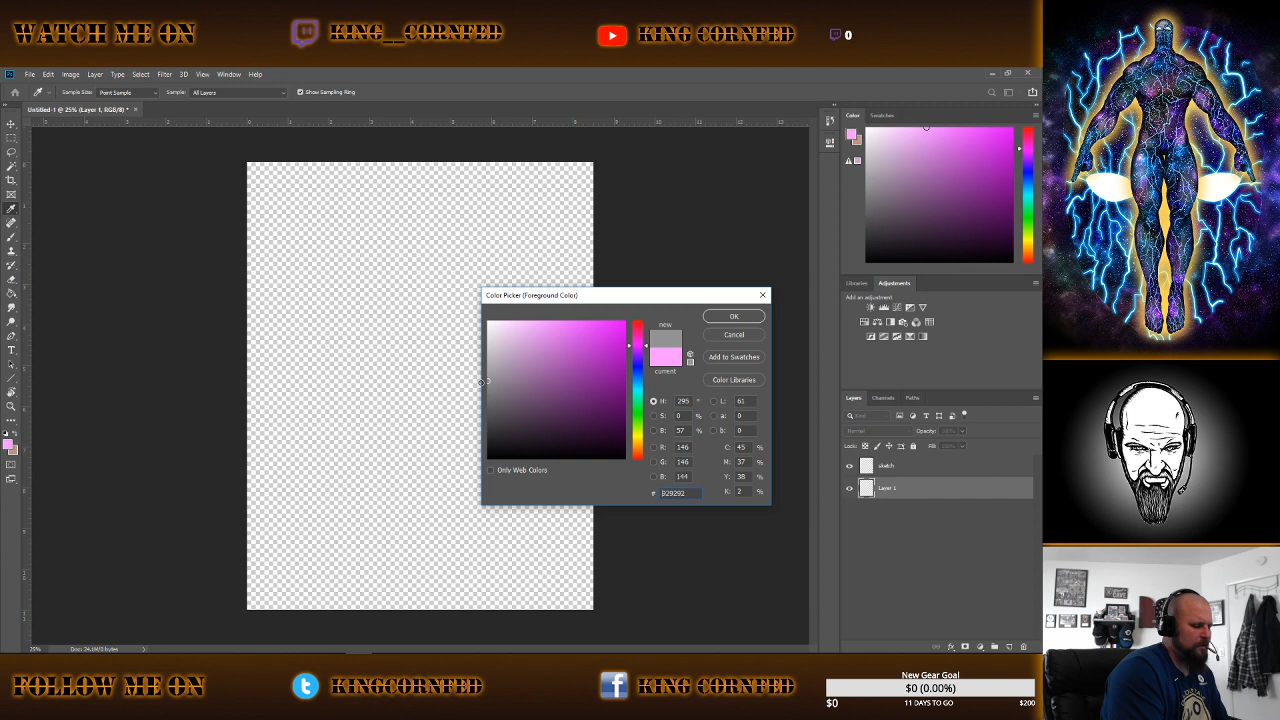 WATCH ME ON
KING__CORNFED
KING CORNFED
0
Ps
File Edit Image Layer Type Select Filter 3D View Window Help
Sample Size: Point Sample
Sample: All Layers
Show Sampling Ring
Untitled-1 @ 25% (Layer 1, RGB/8) * ×
Color Swatches
Color Picker (Foreground Color)
new
current
OK
Cancel
Add to Swatches
Color Libraries
H: 295 °
S: 0 %
B: 57 %
R: 146
G: 146
B: 144
# 929292
L: 61
a: 0
b: 0
C: 45 %
M: 37 %
Y: 38 %
K: 2 %
Only Web Colors
Libraries Adjustments
Add an adjustment
Layers Channels Paths
Kind
Normal Opacity:
Lock: Fill:
sketch
Layer 1
25% Doc: 24.1M/0 bytes
FOLLOW ME ON
KINGCORNFED
KING CORNFED
New Gear Goal
$0 (0.00%)
$0 11 DAYS TO GO $200